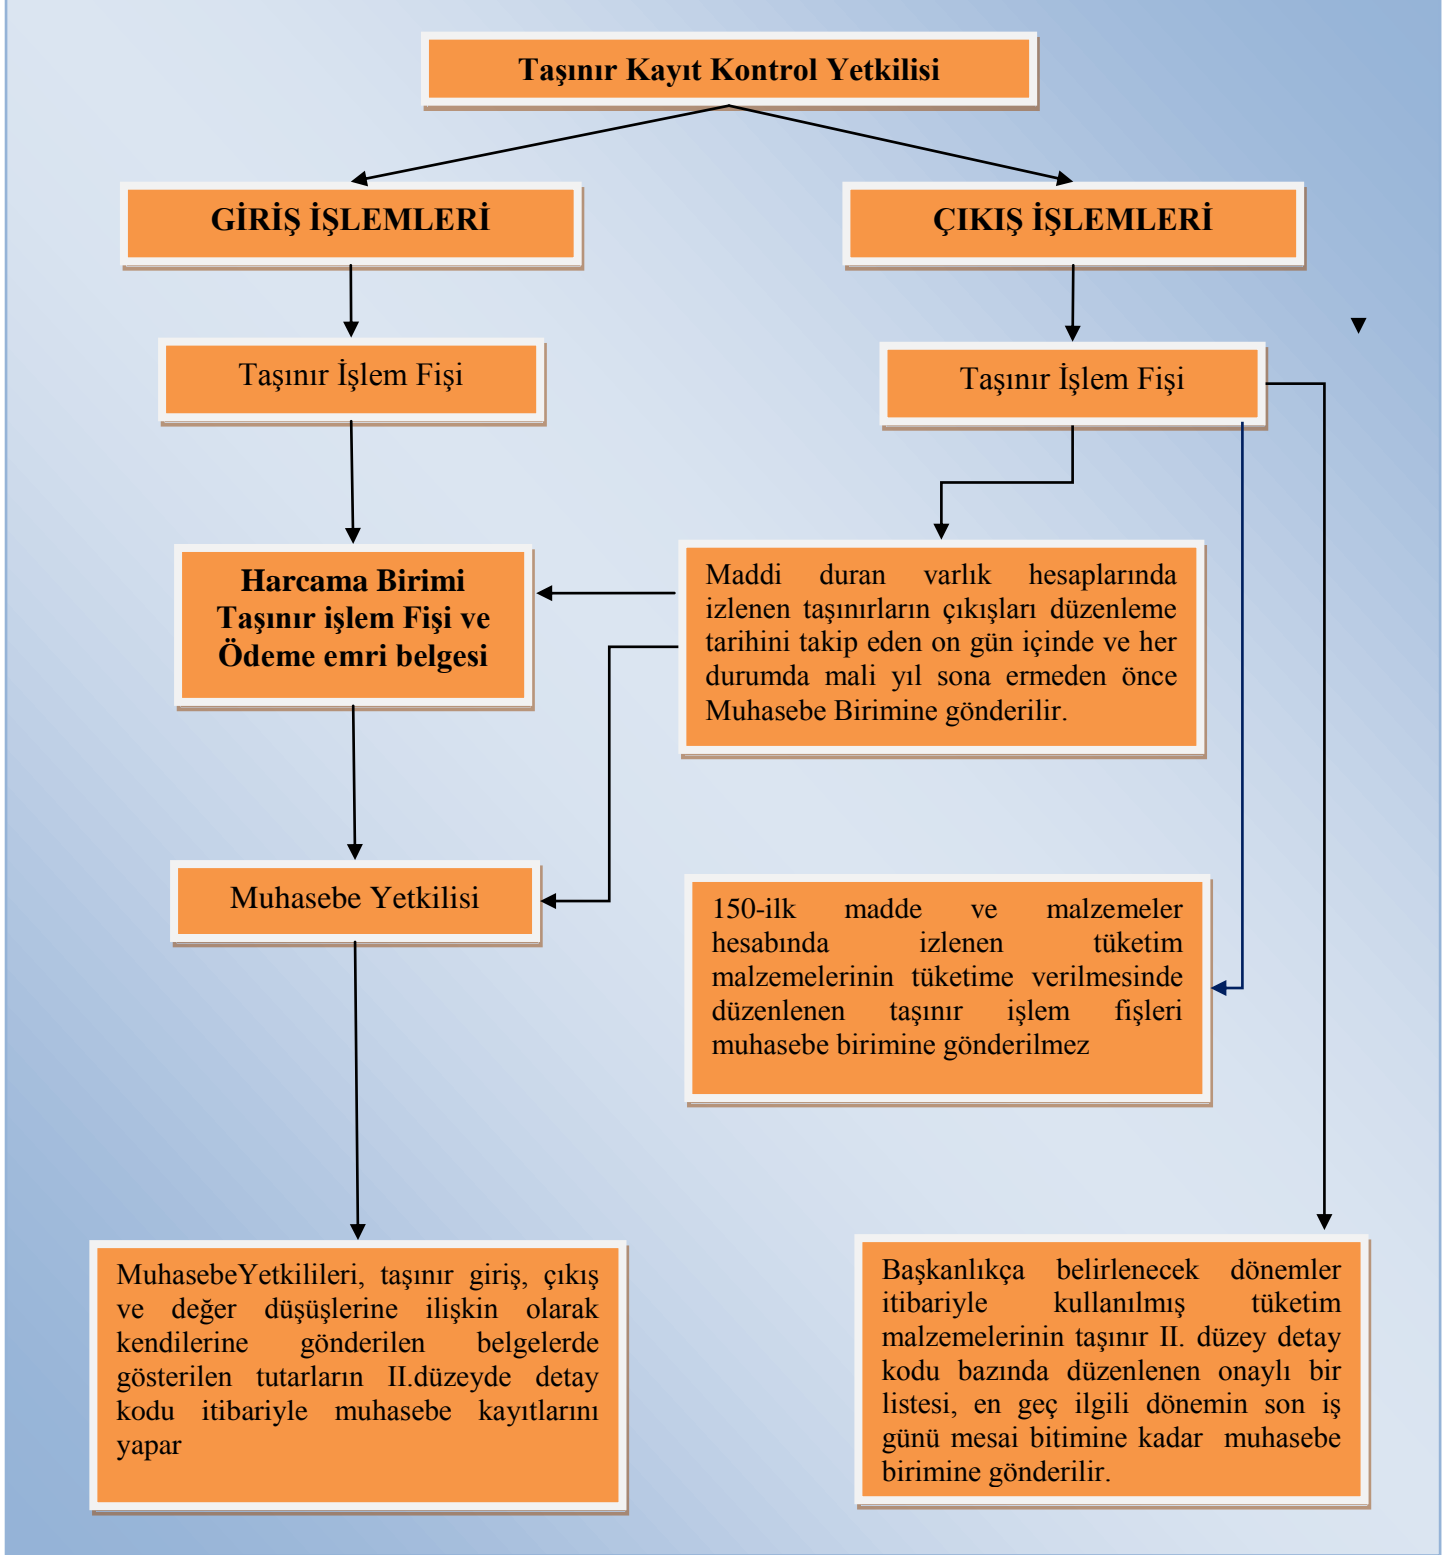 Taşınır Kayıt Kontrol Yetkilisi
GİRİŞ İŞLEMLERİ
ÇIKIŞ İŞLEMLERİ
Taşınır İşlem Fişi
Taşınır İşlem Fişi
Harcama Birimi
Taşınır işlem Fişi ve
Ödeme emri belgesi
Maddi duran varlık hesaplarında
izlenen taşınırların çıkışları düzenleme
tarihini takip eden on gün içinde ve her
durumda mali yıl sona ermeden önce
Muhasebe Birimine gönderilir.
Muhasebe Yetkilisi
150-ilk madde ve malzemeler
hesabında izlenen tüketim
malzemelerinin tüketime verilmesinde
düzenlenen taşınır işlem fişleri
muhasebe birimine gönderilmez
MuhasebeYetkilileri, taşınır giriş, çıkış
ve değer düşüşlerine ilişkin olarak
kendilerine gönderilen belgelerde
gösterilen tutarların II.düzeyde detay
kodu itibariyle muhasebe kayıtlarını
yapar
Başkanlıkça belirlenecek dönemler
itibariyle kullanılmış tüketim
malzemelerinin taşınır II. düzey detay
kodu bazında düzenlenen onaylı bir
listesi, en geç ilgili dönemin son iş
günü mesai bitimine kadar muhasebe
birimine gönderilir.